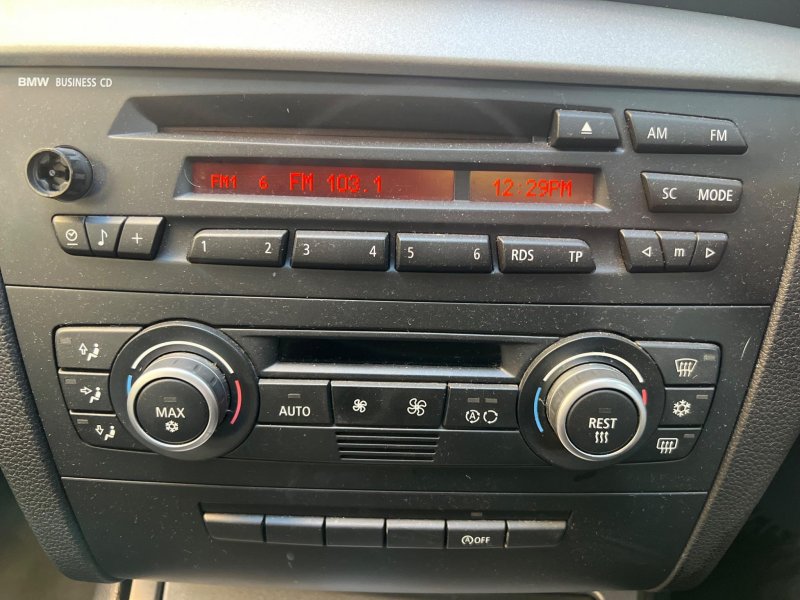 BMW BUSINESS CD
AM FM
FM1 6 FM 103.1 12:29PM
SC MODE
1 2 3 4 5 6 RDS TP m
MAX AUTO REST
OFF